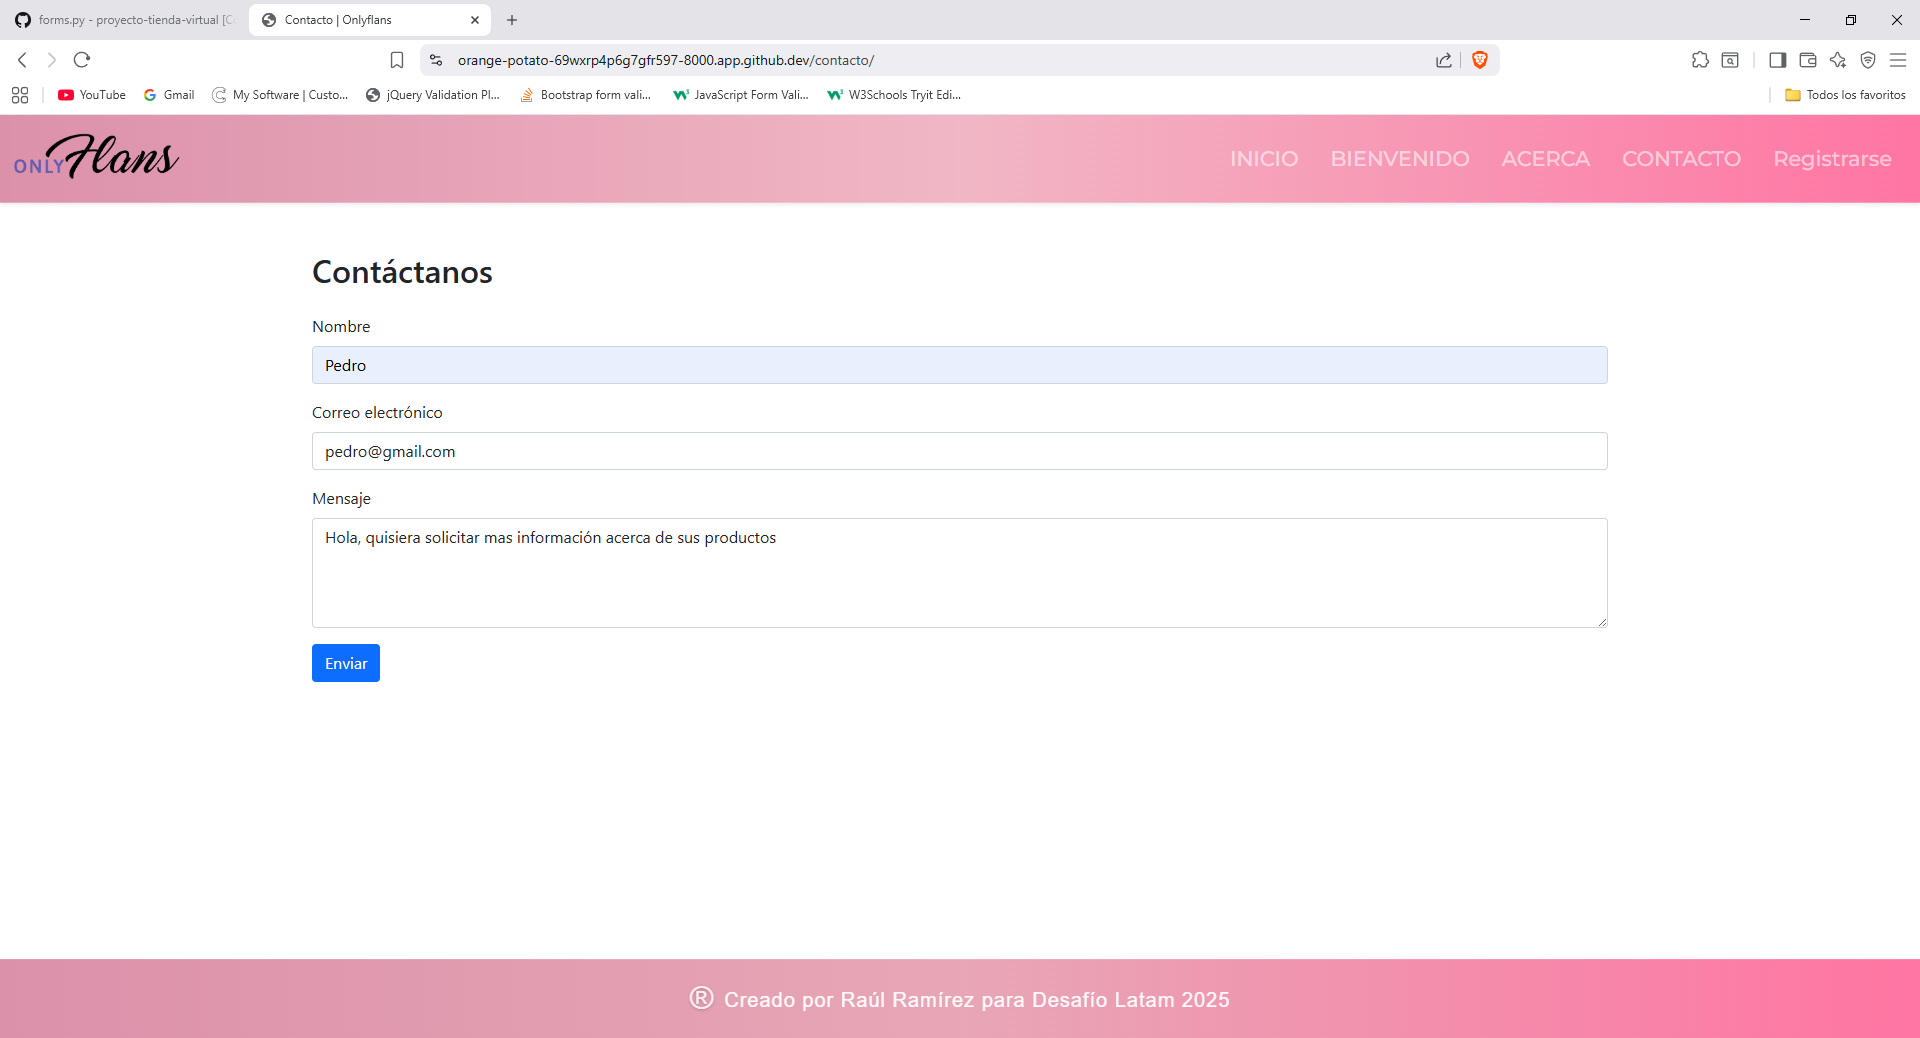 forms.py - proyecto-tienda-virtual [C
Contacto | Onlyflans
orange-potato-69wxrp4p6g7gfr597-8000.app.github.dev/contacto/
YouTube
Gmail
My Software | Custo...
jQuery Validation Pl...
Bootstrap form vali...
JavaScript Form Vali...
W3Schools Tryit Edi...
Todos los favoritos
ONLY Flans
INICIO
BIENVENIDO
ACERCA
CONTACTO
Registrarse
Contáctanos
Nombre
Pedro
Correo electrónico
pedro@gmail.com
Mensaje
Hola, quisiera solicitar mas información acerca de sus productos
Enviar
® Creado por Raúl Ramírez para Desafío Latam 2025